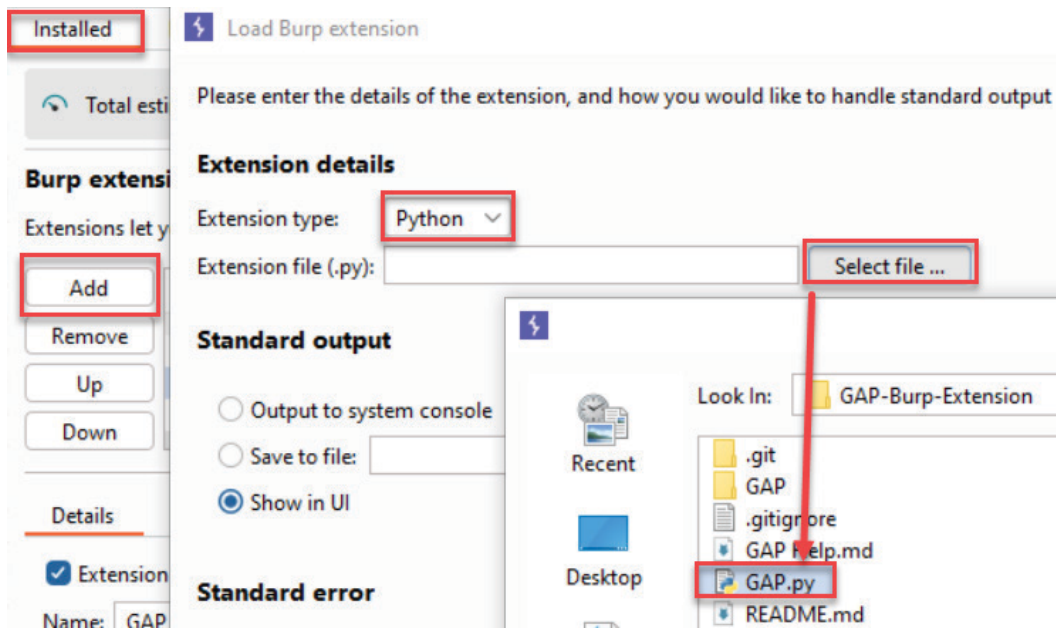 Installed
Load Burp extension
Total esti
Please enter the details of the extension, and how you would like to handle standard output
Burp extensi
Extension details
Extensions let y
Extension type: Python
Extension file (.py): Select file ...
Add
Remove
Standard output
Up
Output to system console
Look In: GAP-Burp-Extension
Down
Save to file:
.git
Recent
GAP
Details
Show in UI
.gitignore
GAP Help.md
Extension
Desktop
GAP.py
Standard error
README.md
Name: GAP